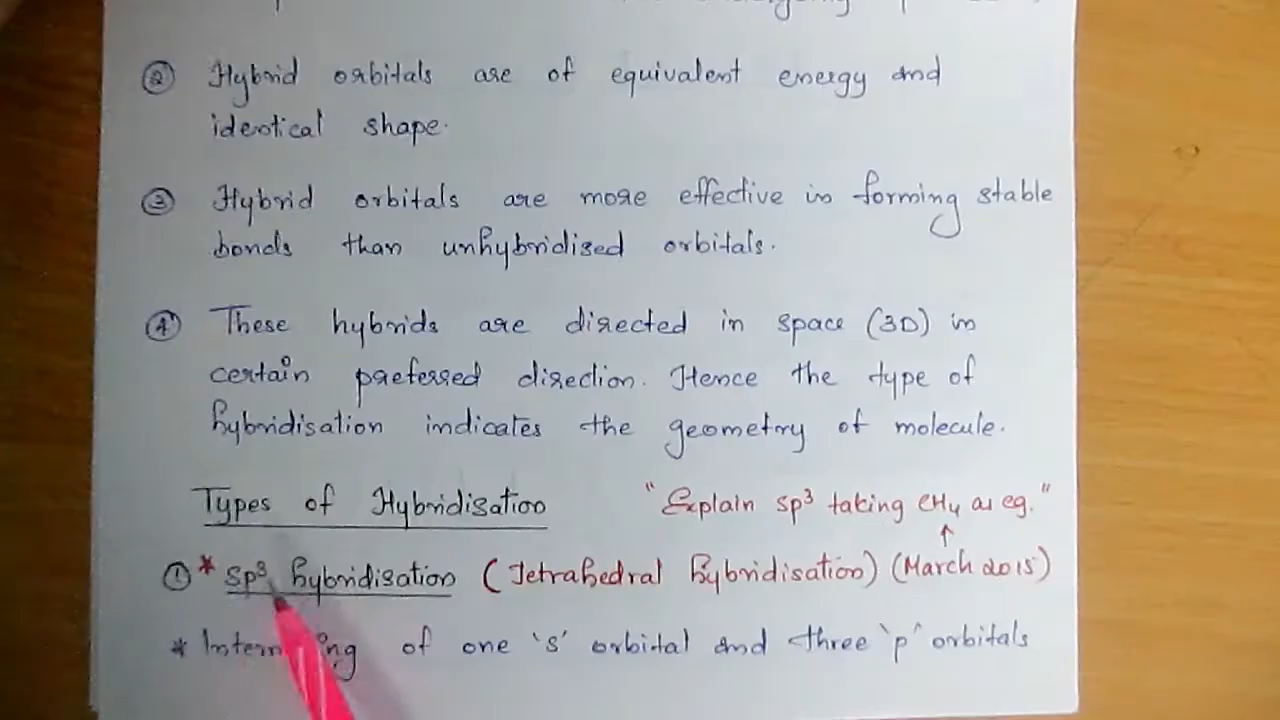 ② Hybrid orbitals are of equivalent energy and
identical shape.
③ Hybrid orbitals are more effective in forming stable
bonds than unhybridised orbitals.
④ These hybrids are directed in space (3D) in
certain preferred direction. Hence the type of
hybridisation indicates the geometry of molecule.
Types of Hybridisation "Explain sp³ taking CH₄ as eg."
① * sp³ hybridisation (Tetrahedral hybridisation) (March 2015)
* of one 's' orbital and three 'p' orbitals